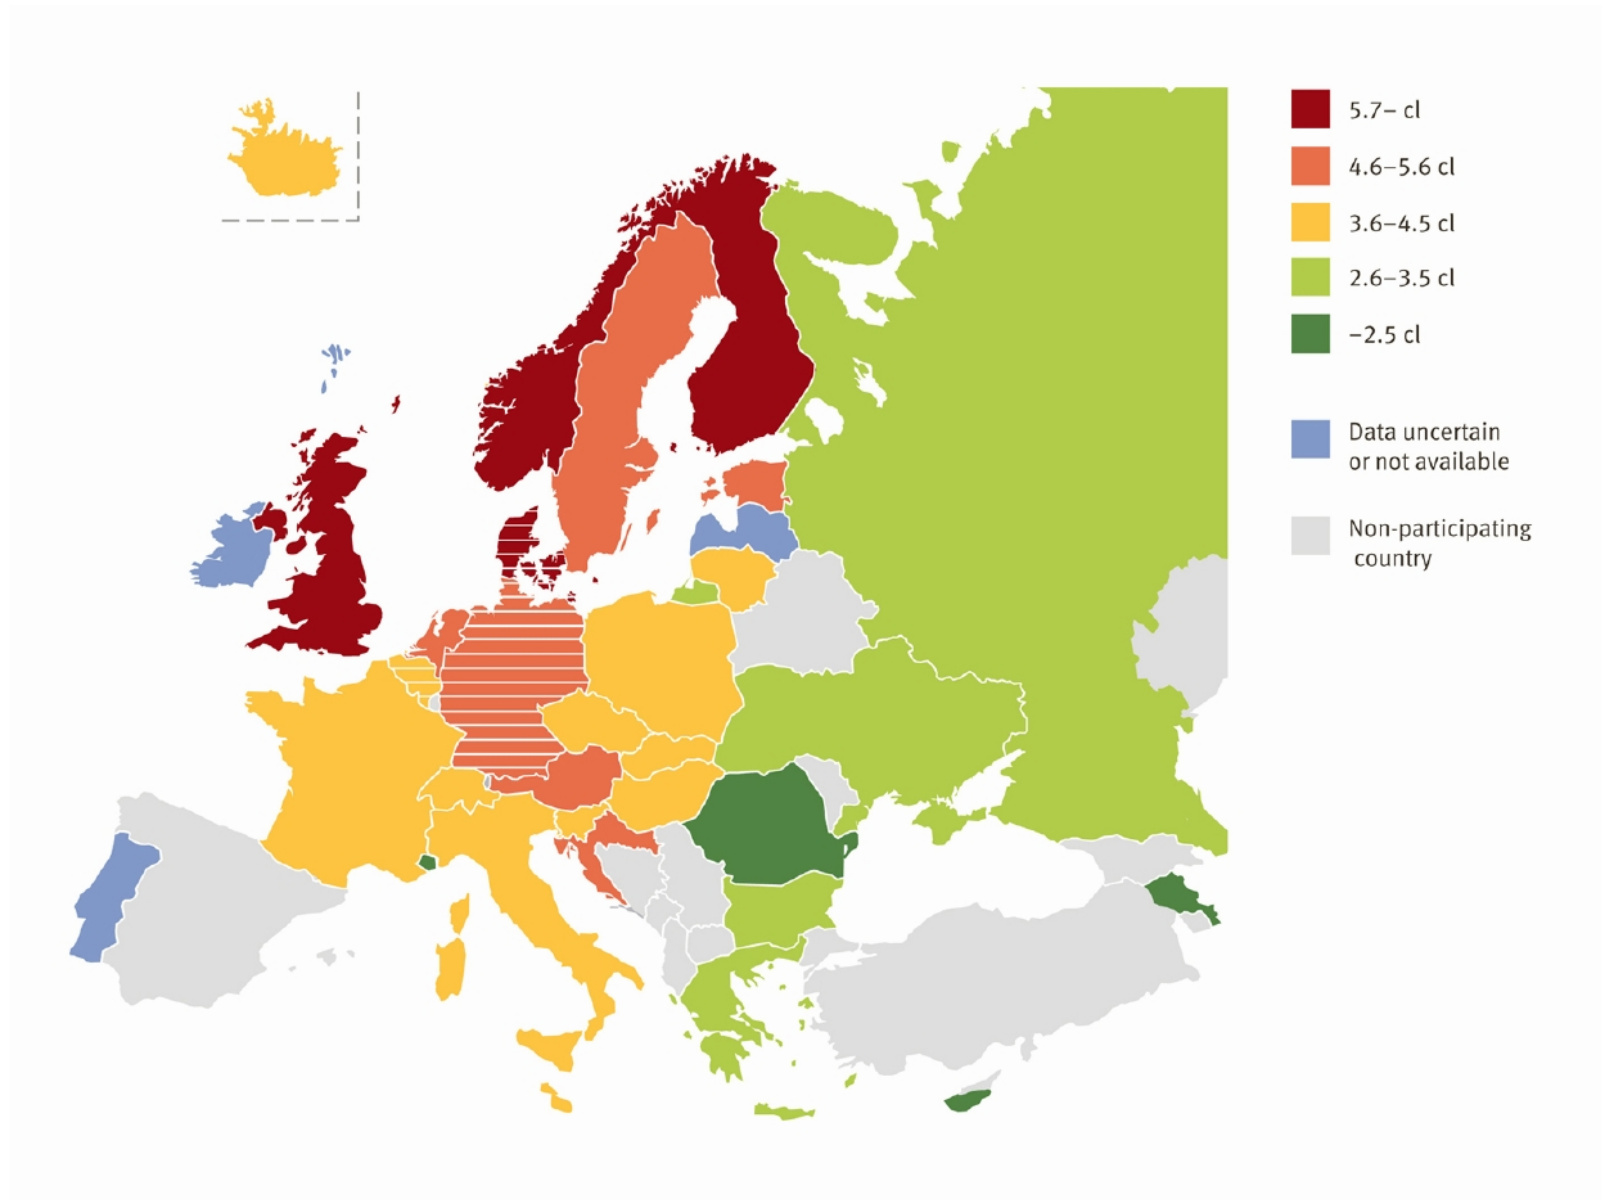 5.7– cl
4.6–5.6 cl
3.6–4.5 cl
2.6–3.5 cl
–2.5 cl
Data uncertain
or not available
Non-participating
country